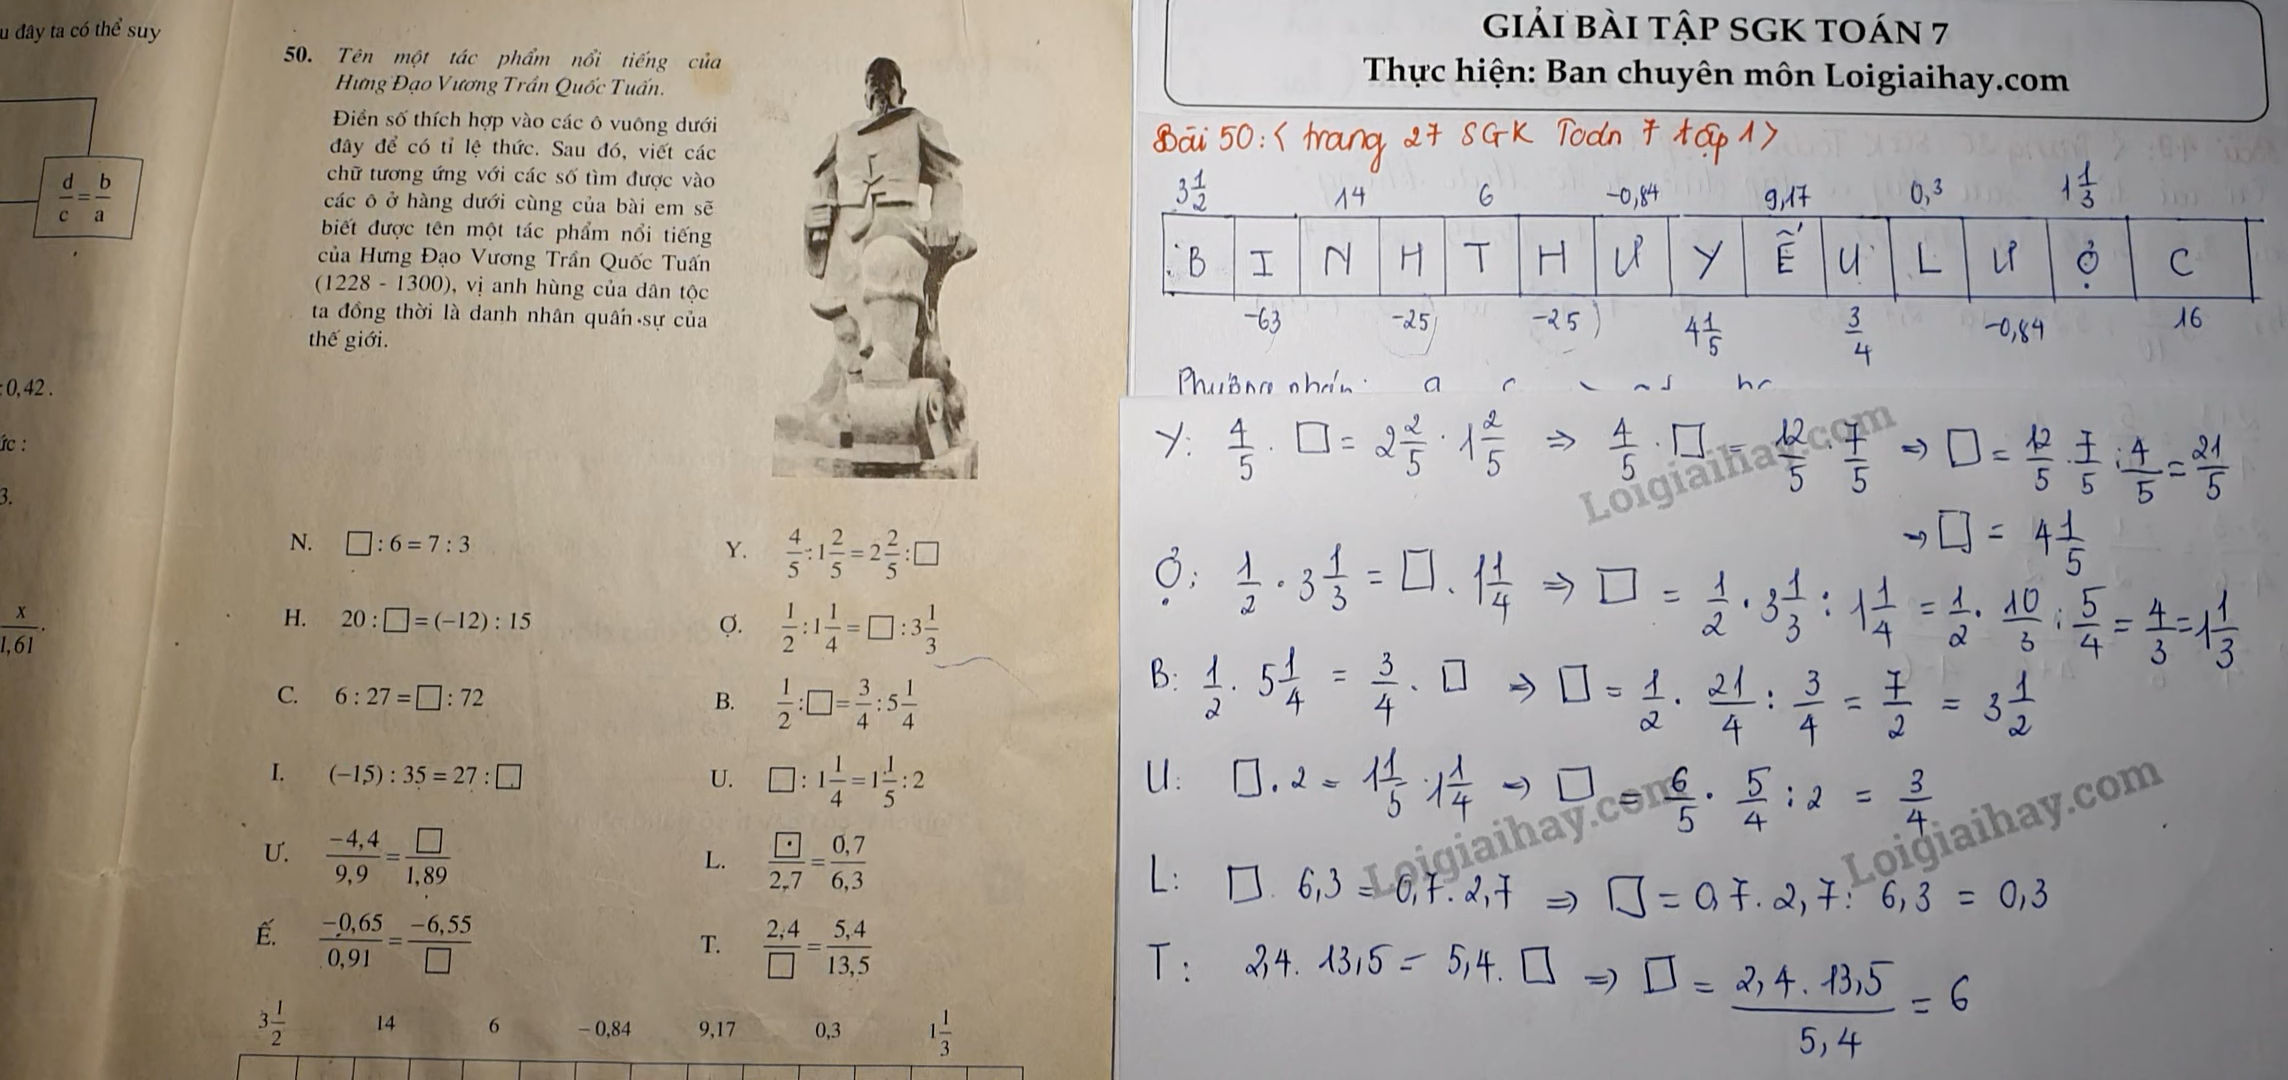 u đây ta có thể suy
d/c = b/a
:0,42.
ức :
3.
x/1,61.
50. Tên một tác phẩm nổi tiếng của
Hưng Đạo Vương Trần Quốc Tuấn.
Điền số thích hợp vào các ô vuông dưới
đây để có tỉ lệ thức. Sau đó, viết các
chữ tương ứng với các số tìm được vào
các ô ở hàng dưới cùng của bài em sẽ
biết được tên một tác phẩm nổi tiếng
của Hưng Đạo Vương Trần Quốc Tuấn
(1228 - 1300), vị anh hùng của dân tộc
ta đồng thời là danh nhân quân sự của
thế giới.
N. □ : 6 = 7 : 3
Y. 4/5 : 1 2/5 = 2 2/5 : □
H. 20 : □ = (−12) : 15
Ợ. 1/2 : 1 1/4 = □ : 3 1/3
C. 6 : 27 = □ : 72
B. 1/2 : □ = 3/4 : 5 1/4
I. (−15) : 35 = 27 : □
U. □ : 1 1/4 = 1 1/5 : 2
Ư. −4,4/9,9 = □/1,89
L. □/2,7 = 0,7/6,3
Ế. −0,65/0,91 = −6,55/□
T. 2,4/□ = 5,4/13,5
3 1/2 14 6 −0,84 9,17 0,3 1 1/3
GIẢI BÀI TẬP SGK TOÁN 7
Thực hiện: Ban chuyên môn Loigiaihay.com
Bài 50: < trang 27 SGK Toán 7 tập 1>
3 1/2 14 6 -0,84 9,17 0,3 1 1/3
B I N H T H Ư Y Ế U L Ư Ợ C
-63 -25 -25 4 1/5 3/4 -0,84 16
Y: 4/5 . □ = 2 2/5 . 1 2/5 ⇒ 4/5 . □ = 12/5 . 7/5 ⇒ □ = 12/5 . 7/5 : 4/5 = 21/5
⇒ □ = 4 1/5
Ợ: 1/2 . 3 1/3 = □ . 1 1/4 ⇒ □ = 1/2 . 3 1/3 : 1 1/4 = 1/2 . 10/3 : 5/4 = 4/3 = 1 1/3
B: 1/2 . 5 1/4 = 3/4 . □ ⇒ □ = 1/2 . 21/4 : 3/4 = 7/2 = 3 1/2
U: □ . 2 = 1 1/5 . 1 1/4 ⇒ □ = 6/5 . 5/4 : 2 = 3/4
L: □ . 6,3 = 0,7 . 2,7 ⇒ □ = 0,7 . 2,7 : 6,3 = 0,3
T: 2,4 . 13,5 = 5,4 . □ ⇒ □ = 2,4 . 13,5/5,4 = 6
Loigiaihay.com
Loigiaihay.com
Loigiaihay.com